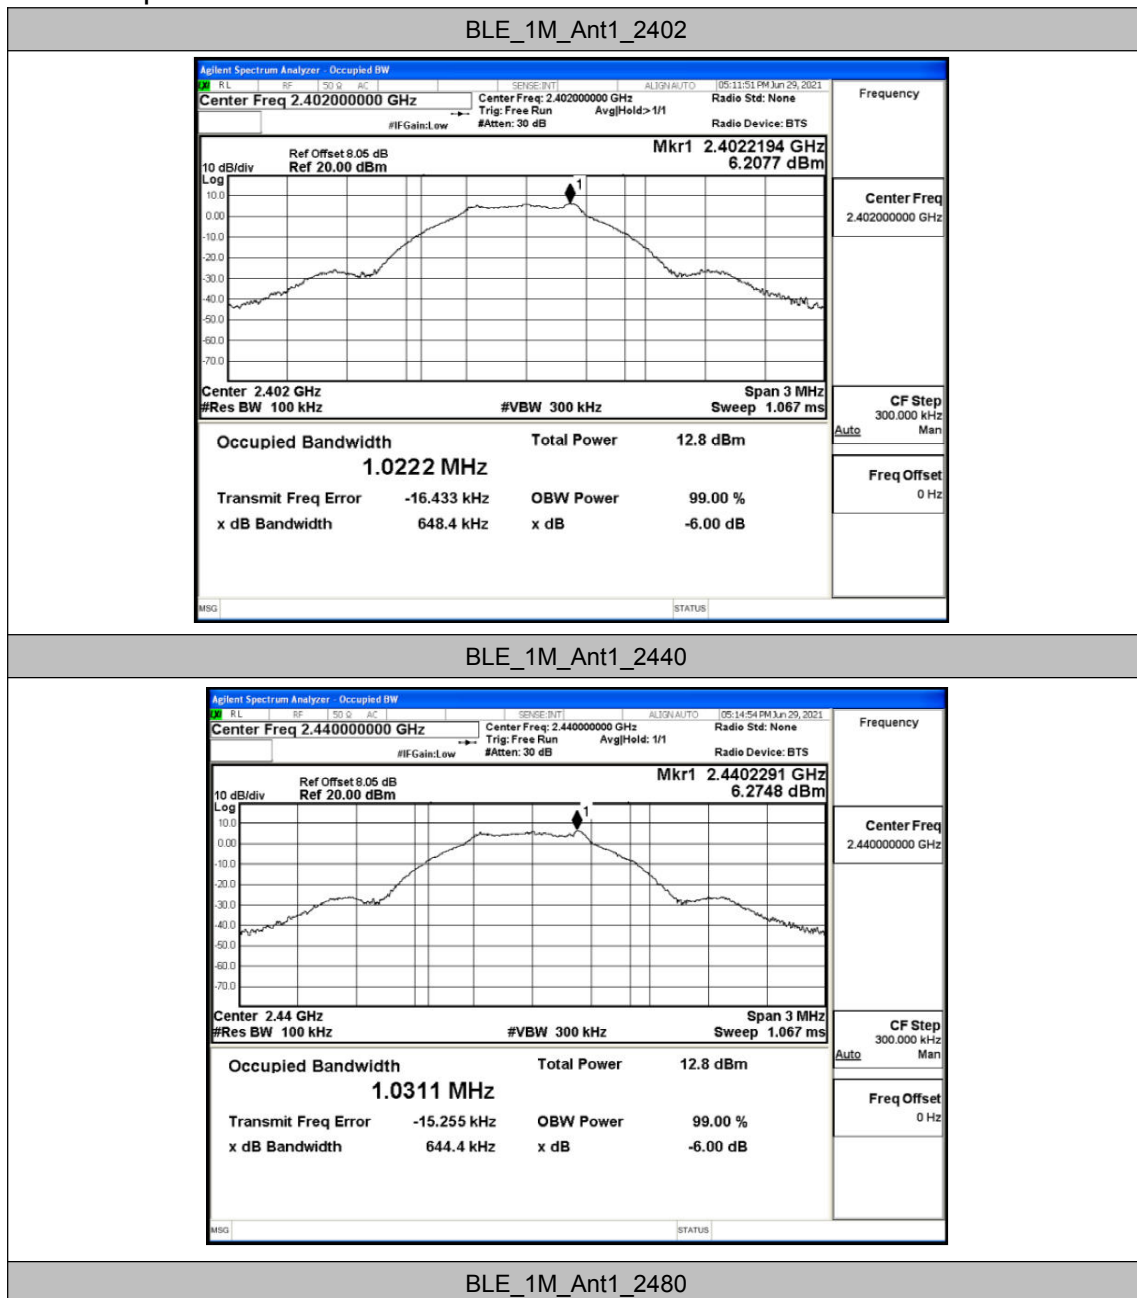 BLE_1M_Ant1_2402
Agilent Spectrum Analyzer - Occupied BW
RL RF 50 Ω AC SENSE:INT ALIGN AUTO 05:11:51 PM Jun 29, 2021
Center Freq 2.402000000 GHz
Center Freq: 2.402000000 GHz
Radio Std: None
Trig: Free Run Avg|Hold:>1/1
#IFGain:Low
#Atten: 30 dB
Radio Device: BTS
Frequency
Mkr1 2.4022194 GHz
6.2077 dBm
Ref Offset 8.05 dB
10 dB/div Ref 20.00 dBm
Log
1
10.0
0.00
-10.0
-20.0
-30.0
-40.0
-50.0
-60.0
-70.0
Center Freq
2.402000000 GHz
Center 2.402 GHz Span 3 MHz
#Res BW 100 kHz #VBW 300 kHz Sweep 1.067 ms
CF Step
300.000 kHz
Auto Man
Occupied Bandwidth Total Power 12.8 dBm
1.0222 MHz
Transmit Freq Error -16.433 kHz OBW Power 99.00 %
x dB Bandwidth 648.4 kHz x dB -6.00 dB
Freq Offset
0 Hz
MSG STATUS
BLE_1M_Ant1_2440
Agilent Spectrum Analyzer - Occupied BW
RL RF 50 Ω AC SENSE:INT ALIGN AUTO 05:14:54 PM Jun 29, 2021
Center Freq 2.440000000 GHz
Center Freq: 2.440000000 GHz
Radio Std: None
Trig: Free Run Avg|Hold: 1/1
#IFGain:Low
#Atten: 30 dB
Radio Device: BTS
Frequency
Mkr1 2.4402291 GHz
6.2748 dBm
Ref Offset 8.05 dB
10 dB/div Ref 20.00 dBm
Log
1
10.0
0.00
-10.0
-20.0
-30.0
-40.0
-50.0
-60.0
-70.0
Center Freq
2.440000000 GHz
Center 2.44 GHz Span 3 MHz
#Res BW 100 kHz #VBW 300 kHz Sweep 1.067 ms
CF Step
300.000 kHz
Auto Man
Occupied Bandwidth Total Power 12.8 dBm
1.0311 MHz
Transmit Freq Error -15.255 kHz OBW Power 99.00 %
x dB Bandwidth 644.4 kHz x dB -6.00 dB
Freq Offset
0 Hz
MSG STATUS
BLE_1M_Ant1_2480